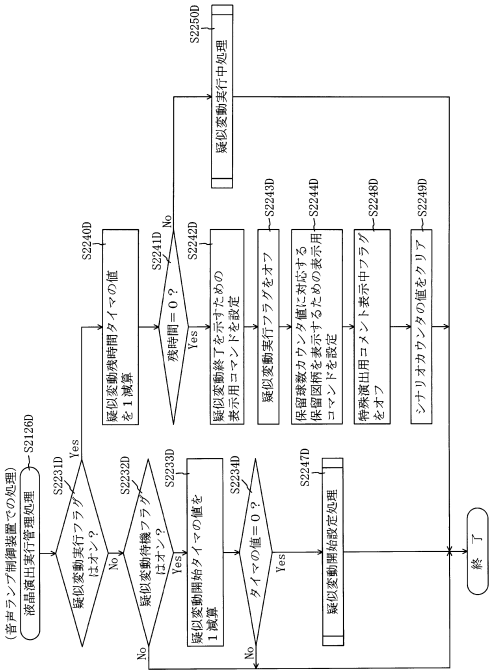 (音声ランプ制御装置での処理)
液晶演出実行管理処理
S2126D
S2231D
疑似変動実行フラグ
はオン?
Yes
No
S2232D
疑似変動待機フラグ
はオン?
No
Yes
S2233D
疑似変動開始タイマの値を
1減算
S2234D
タイマの値=0?
No
Yes
S2247D
疑似変動開始設定処理
S2240D
疑似変動残時間タイマの値
を1減算
S2241D
残時間=0?
No
Yes
S2242D
疑似変動終了を示すための
表示用コマンドを設定
S2243D
疑似変動実行フラグをオフ
S2244D
保留球数カウンタ値に対応する
保留図柄を表示するための表示用
コマンドを設定
S2248D
特殊演出用コメント表示中フラグ
をオフ
S2249D
シナリオカウンタの値をクリア
S2250D
疑似変動実行中処理
終了